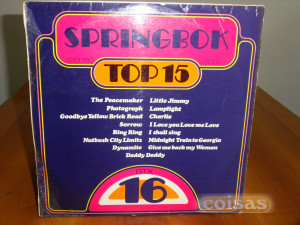 SPRINGBOK
TOP 15
The Peacemaker Little Jimmy
Photograph Lamplight
Goodbye Yellow Brick Road Charlie
Sorrow I Love You Love me Love
Ring Ring I shall sing
Nutbush City Limits Midnight Train to Georgia
Dynamite Give me back my Woman
Daddy Daddy
16
coisas